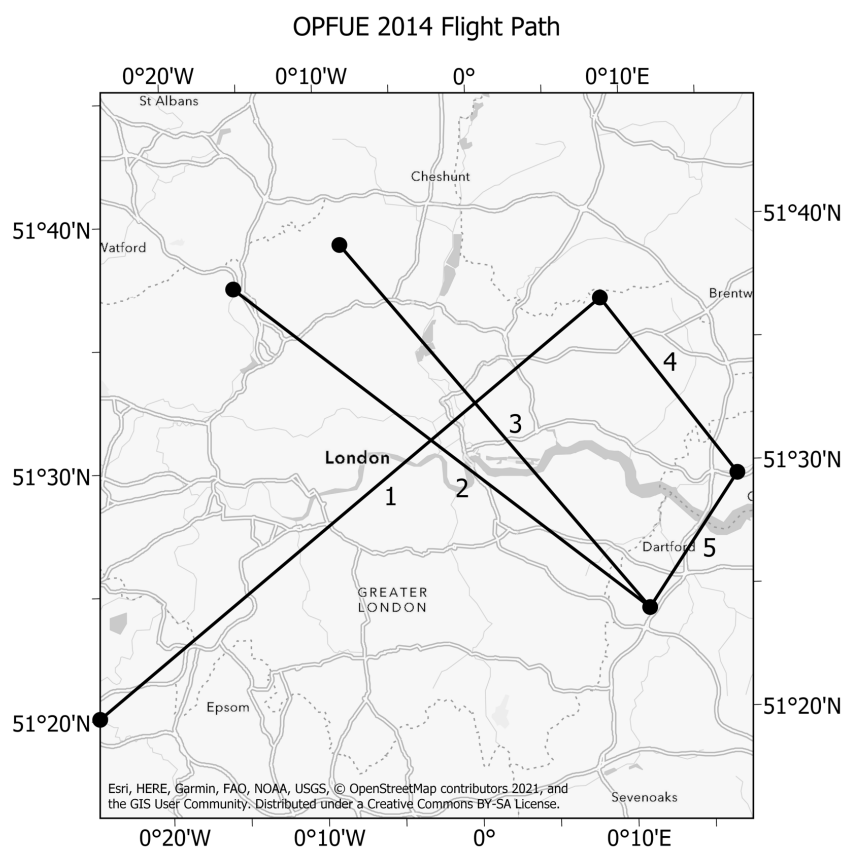 OPFUE 2014 Flight Path
0°20'W 0°10'W 0° 0°10'E
St Albans
Cheshunt
51°40'N
51°40'N
Watford
Brentw
4
3
London
51°30'N
51°30'N
1
2
Dartford
5
GREATER
LONDON
Epsom
51°20'N
51°20'N
Esri, HERE, Garmin, FAO, NOAA, USGS, © OpenStreetMap contributors 2021, and
the GIS User Community. Distributed under a Creative Commons BY-SA License.
Sevenoaks
0°20'W 0°10'W 0° 0°10'E